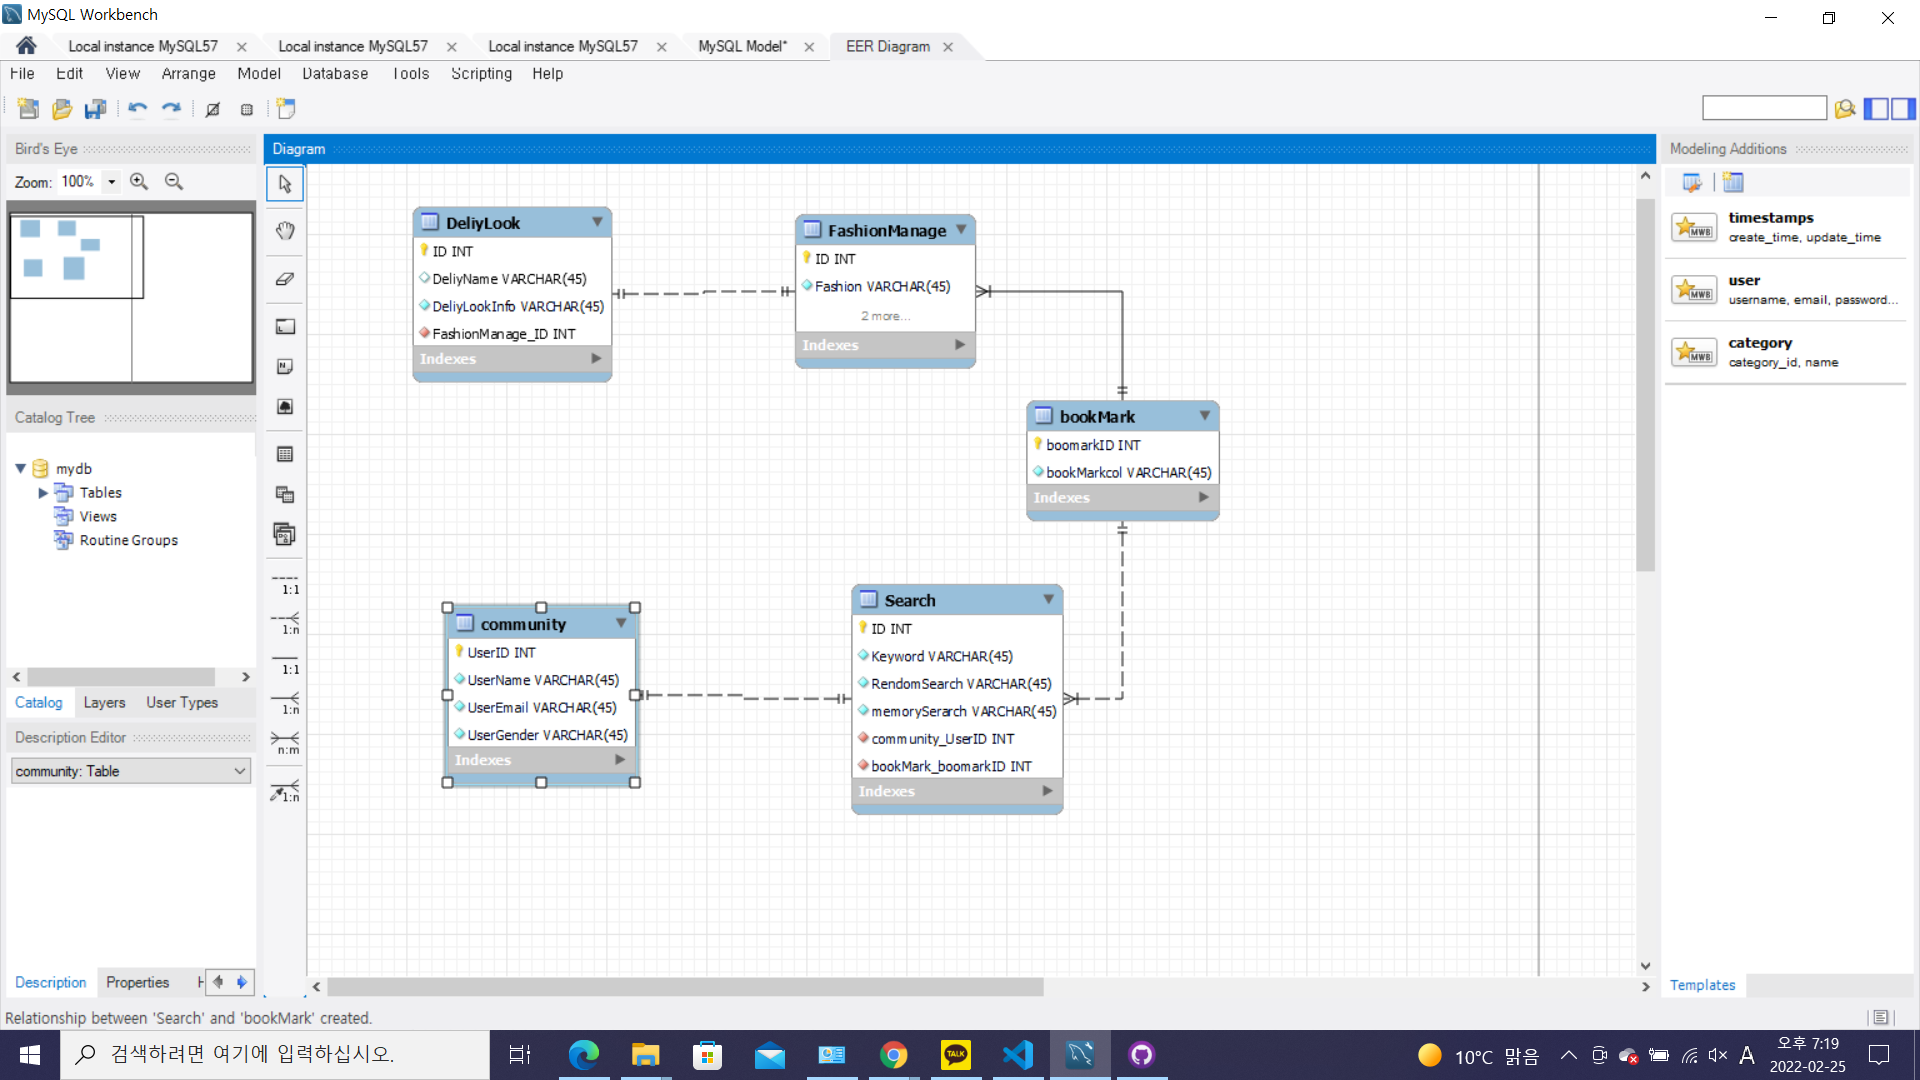 MySQL Workbench
Local instance MySQL57
Local instance MySQL57
Local instance MySQL57
MySQL Model*
EER Diagram
File Edit View Arrange Model Database Tools Scripting Help
Bird's Eye
Zoom: 100%
Catalog Tree
mydb
Tables
Views
Routine Groups
Catalog Layers User Types
Description Editor
community: Table
Description Properties H
Diagram
1:1
1:n
1:1
1:n
n:m
1:n
DeliyLook
ID INT
DeliyName VARCHAR(45)
DeliyLookInfo VARCHAR(45)
FashionManage_ID INT
Indexes
FashionManage
ID INT
Fashion VARCHAR(45)
2 more...
Indexes
bookMark
boomarkID INT
bookMarkcol VARCHAR(45)
Indexes
community
UserID INT
UserName VARCHAR(45)
UserEmail VARCHAR(45)
UserGender VARCHAR(45)
Indexes
Search
ID INT
Keyword VARCHAR(45)
RendomSearch VARCHAR(45)
memorySerarch VARCHAR(45)
community_UserID INT
bookMark_boomarkID INT
Indexes
Modeling Additions
MWB
timestamps
create_time, update_time
MWB
user
username, email, password...
MWB
category
category_id, name
Templates
Relationship between 'Search' and 'bookMark' created.
검색하려면 여기에 입력하십시오.
TALK
10°C 맑음
A
오후 7:19
2022-02-25